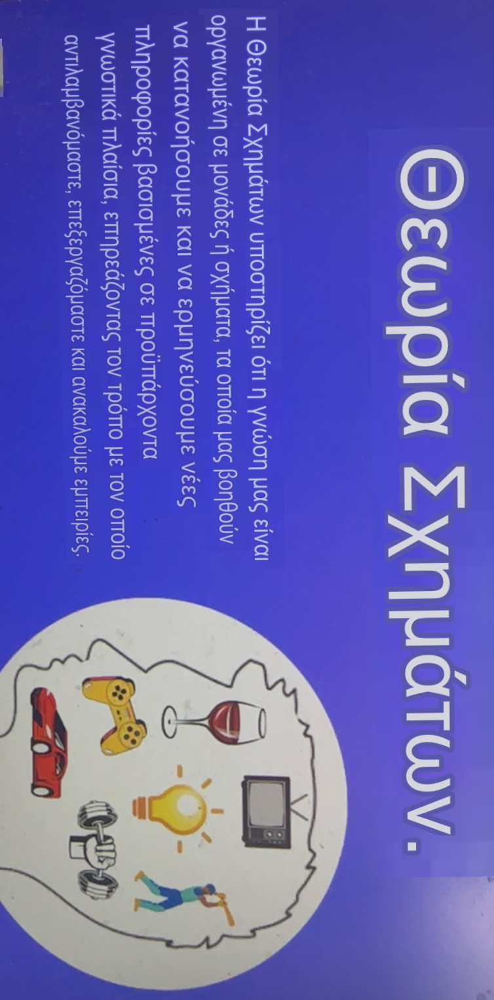 Θεωρία Σχημάτων.
Η Θεωρία Σχημάτων υποστηρίζει ότι η γνώση μας είναι
οργανωμένη σε μονάδες ή σχήματα, τα οποία μας βοηθούν
να κατανοήσουμε και να ερμηνεύσουμε νέες
πληροφορίες βασισμένες σε προϋπάρχοντα
γνωστικά πλαίσια, επηρεάζοντας τον τρόπο με τον οποίο
αντιλαμβανόμαστε, επεξεργαζόμαστε και ανακαλούμε εμπειρίες.